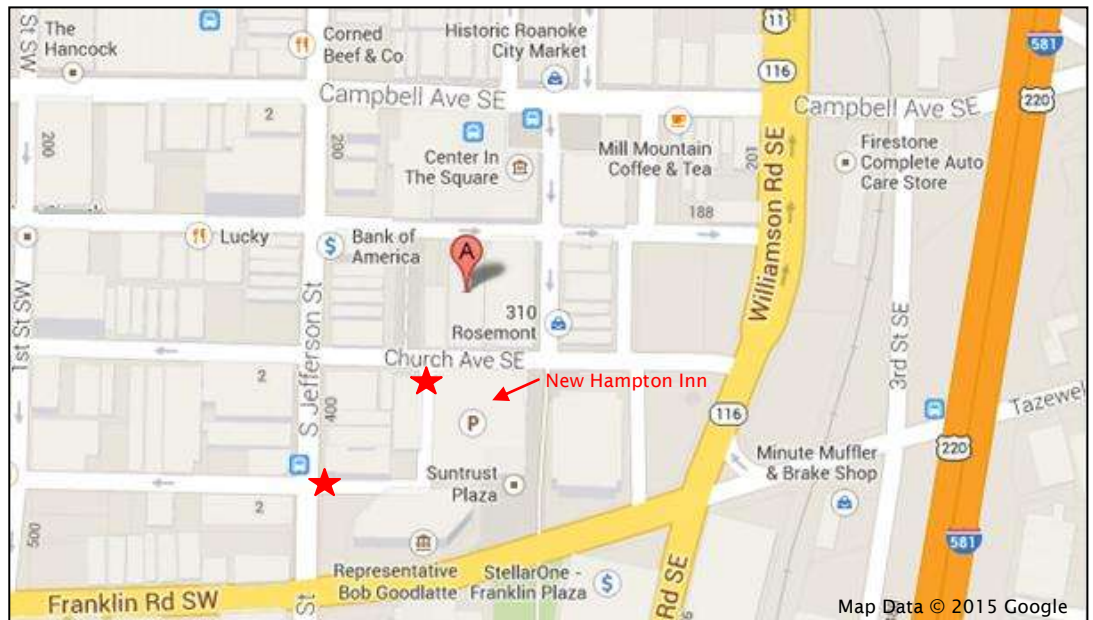 St SW
The
Hancock
Corned
Beef & Co
Historic Roanoke
City Market
11
581
116
Campbell Ave SE
Campbell Ave SE
220
2
200
200
Center In
The Square
Mill Mountain
Coffee & Tea
201
Firestone
Complete Auto
Care Store
188
Lucky
$
Bank of
America
A
Williamson Rd SE
310
Rosemont
1st St SW
S Jefferson St
3rd St SE
Church Ave SE
2
New Hampton Inn
400
P
116
Tazewel
220
Minute Muffler
& Brake Shop
Suntrust
Plaza
2
500
581
Representative
Bob Goodlatte
StellarOne -
Franklin Plaza
$
Franklin Rd SW
St
Rd SE
Map Data © 2015 Google